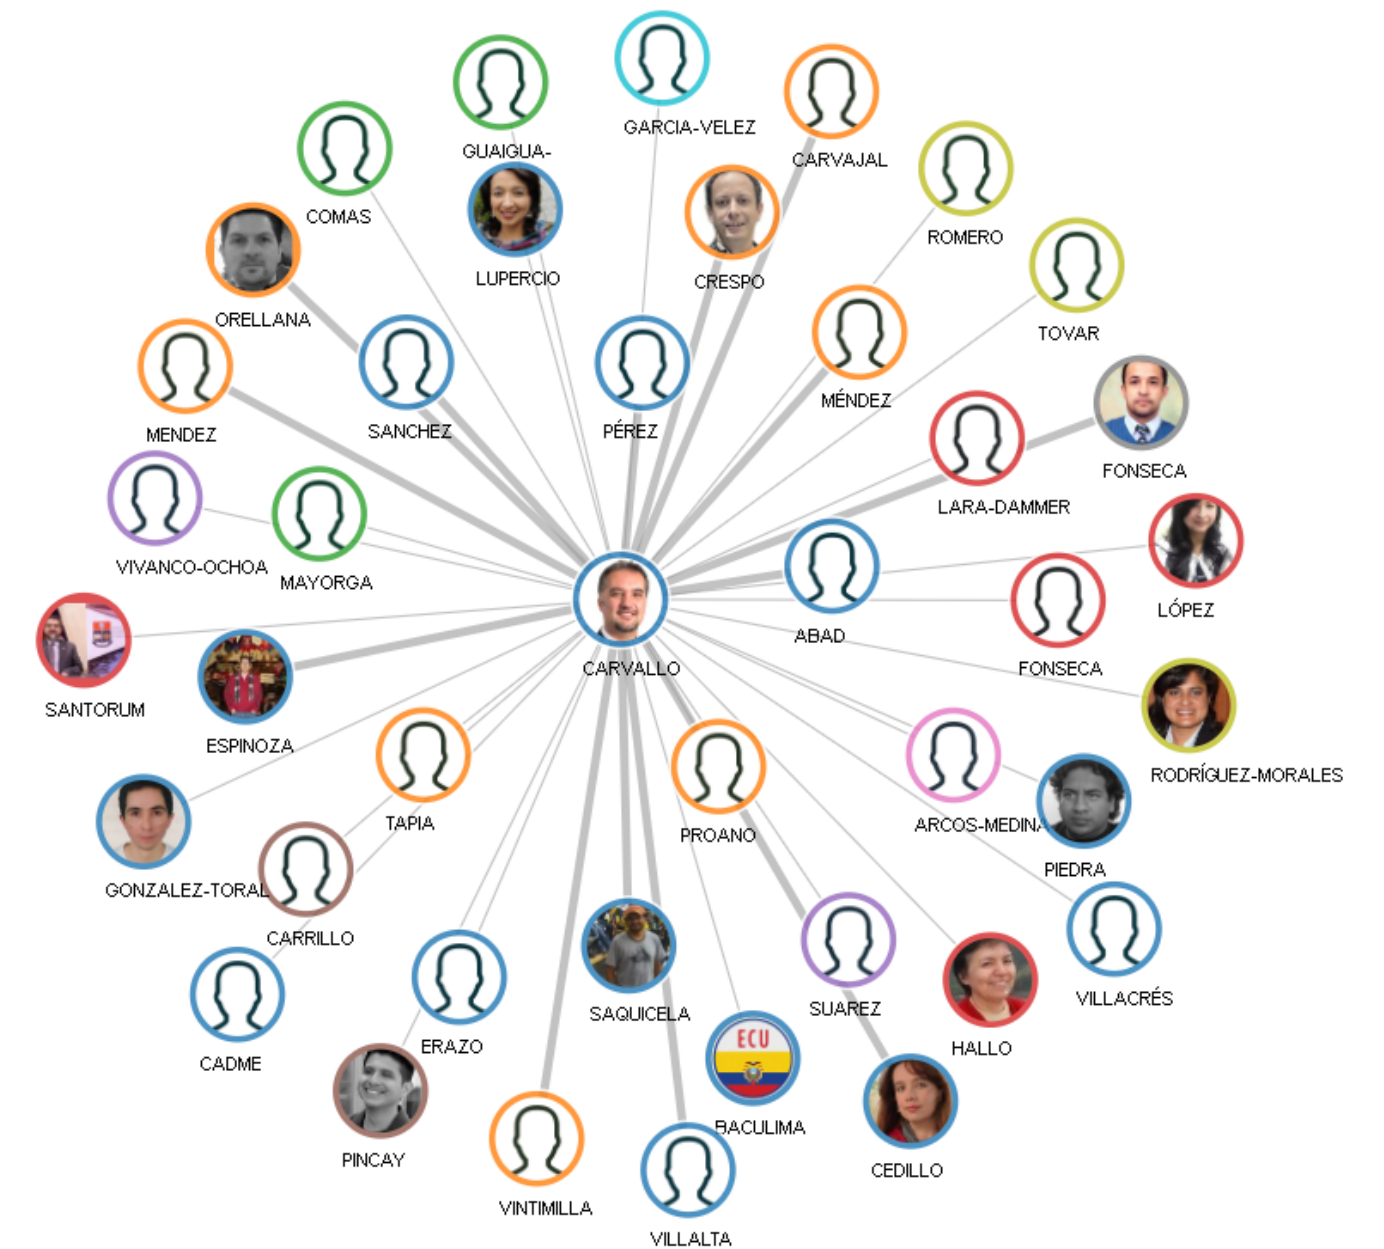 GARCIA-VELEZ
GUAIGUA-
CARVAJAL
COMAS
ROMERO
LUPERCIO
CRESPO
ORELLANA
TOVAR
MÉNDEZ
MENDEZ
SANCHEZ
PÉREZ
FONSECA
LARA-DAMMER
VIVANCO-OCHOA
MAYORGA
LÓPEZ
ABAD
CARVALLO
FONSECA
SANTORUM
ESPINOZA
RODRÍGUEZ-MORALES
TAPIA
PROANO
ARCOS-MEDINA
PIEDRA
GONZALEZ-TORAL
CARRILLO
VILLACRÉS
SAQUICELA
SUAREZ
ECU
ERAZO
HALLO
CADME
BACULIMA
PINCAY
CEDILLO
VINTIMILLA
VILLALTA